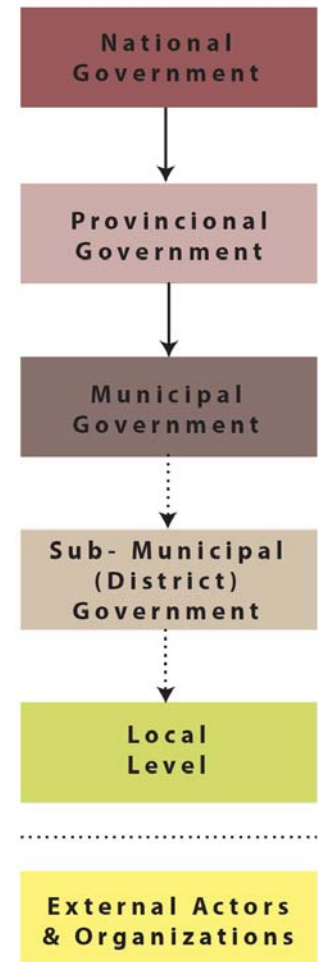 National
Government
Provincional
Government
Municipal
Government
Sub- Municipal
(District)
Government
Local
Level
External Actors
& Organizations